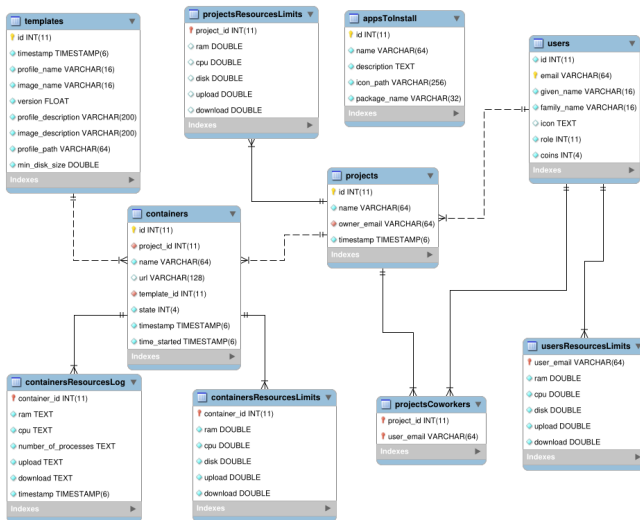 templates
id INT(11)
timestamp TIMESTAMP(6)
profile_name VARCHAR(16)
image_name VARCHAR(16)
version FLOAT
profile_description VARCHAR(200)
image_description VARCHAR(200)
profile_path VARCHAR(64)
min_disk_size DOUBLE
Indexes
projectsResourcesLimits
project_id INT(11)
ram DOUBLE
cpu DOUBLE
disk DOUBLE
upload DOUBLE
download DOUBLE
Indexes
appsToInstall
id INT(11)
name VARCHAR(64)
description TEXT
icon_path VARCHAR(256)
package_name VARCHAR(32)
Indexes
users
id INT(11)
email VARCHAR(64)
given_name VARCHAR(16)
family_name VARCHAR(16)
icon TEXT
role INT(11)
coins INT(4)
Indexes
projects
id INT(11)
name VARCHAR(64)
owner_email VARCHAR(64)
timestamp TIMESTAMP(6)
containers
id INT(11)
project_id INT(11)
name VARCHAR(64)
url VARCHAR(128)
template_id INT(11)
state INT(4)
timestamp TIMESTAMP(6)
time_started TIMESTAMP(6)
Indexes
containersResourcesLog
container_id INT(11)
ram TEXT
cpu TEXT
number_of_processes TEXT
upload TEXT
download TEXT
timestamp TIMESTAMP(6)
Indexes
containersResourcesLimits
container_id INT(11)
ram DOUBLE
cpu DOUBLE
disk DOUBLE
upload DOUBLE
download DOUBLE
Indexes
projectsCoworkers
project_id INT(11)
user_email VARCHAR(64)
Indexes
usersResourcesLimits
user_email VARCHAR(64)
ram DOUBLE
cpu DOUBLE
disk DOUBLE
upload DOUBLE
download DOUBLE
Indexes